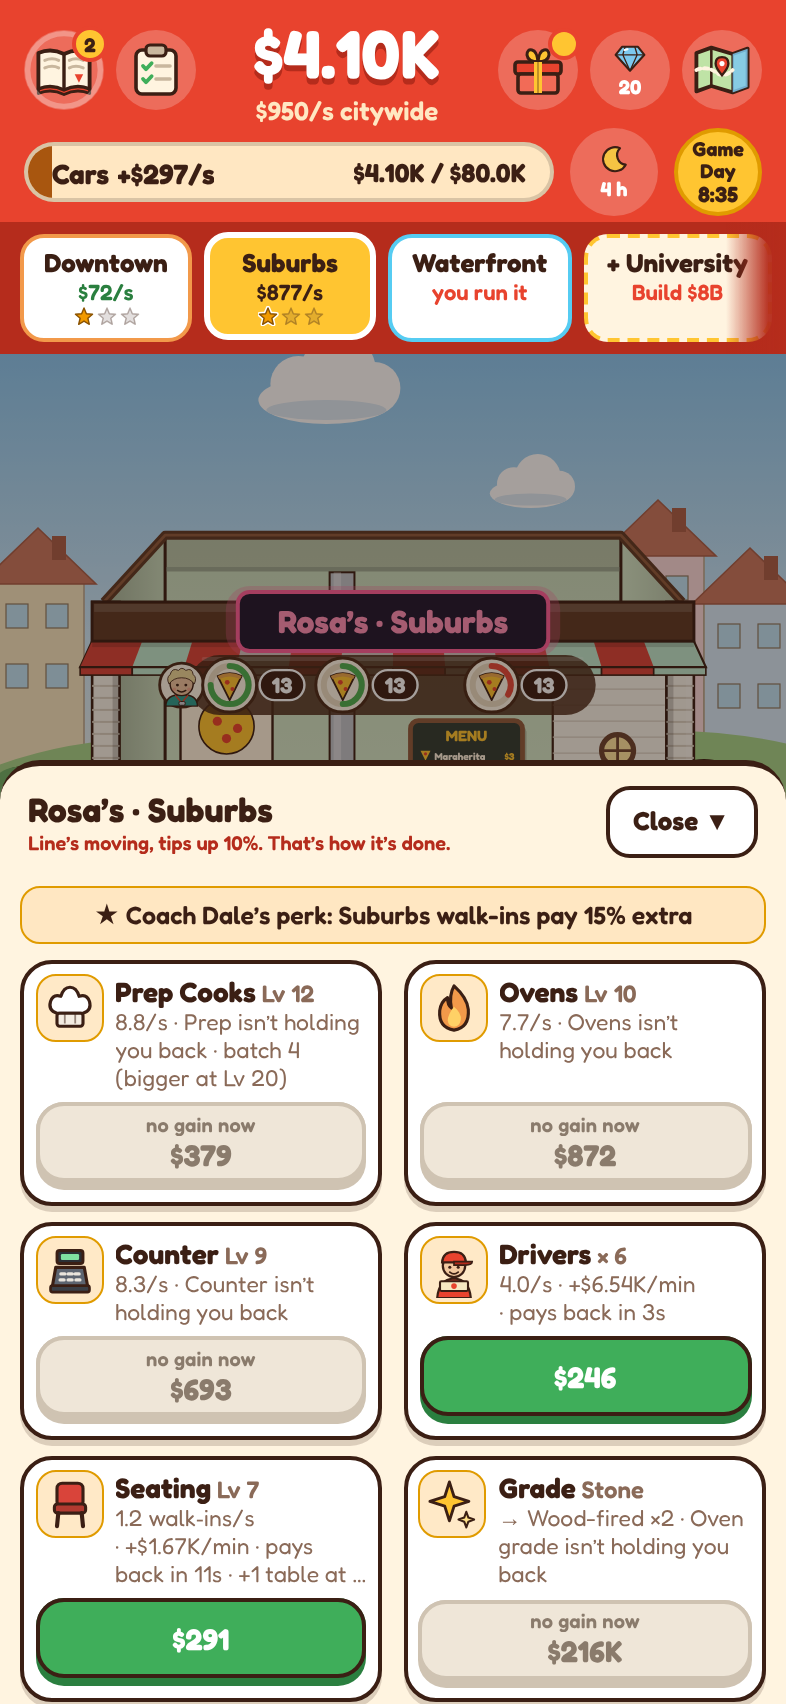 2
$4.10K
$950/s citywide
20
Cars +$297/s
$4.10K / $80.0K
4 h
Game
Day
8:35
Downtown
$72/s
Suburbs
$877/s
Waterfront
you run it
+ University
Build $8B
Rosa's · Suburbs
13
13
13
MENU
Margherita $3
Rosa's · Suburbs
Line's moving, tips up 10%. That's how it's done.
Close ▼
★ Coach Dale's perk: Suburbs walk-ins pay 15% extra
Prep Cooks Lv 12
8.8/s · Prep isn't holding
you back · batch 4
(bigger at Lv 20)
no gain now
$379
Ovens Lv 10
7.7/s · Ovens isn't
holding you back
no gain now
$872
Counter Lv 9
8.3/s · Counter isn't
holding you back
no gain now
$693
Drivers × 6
4.0/s · +$6.54K/min
· pays back in 3s
$246
Seating Lv 7
1.2 walk-ins/s
· +$1.67K/min · pays
back in 11s · +1 table at ...
$291
Grade Stone
→ Wood-fired ×2 · Oven
grade isn't holding you
back
no gain now
$216K